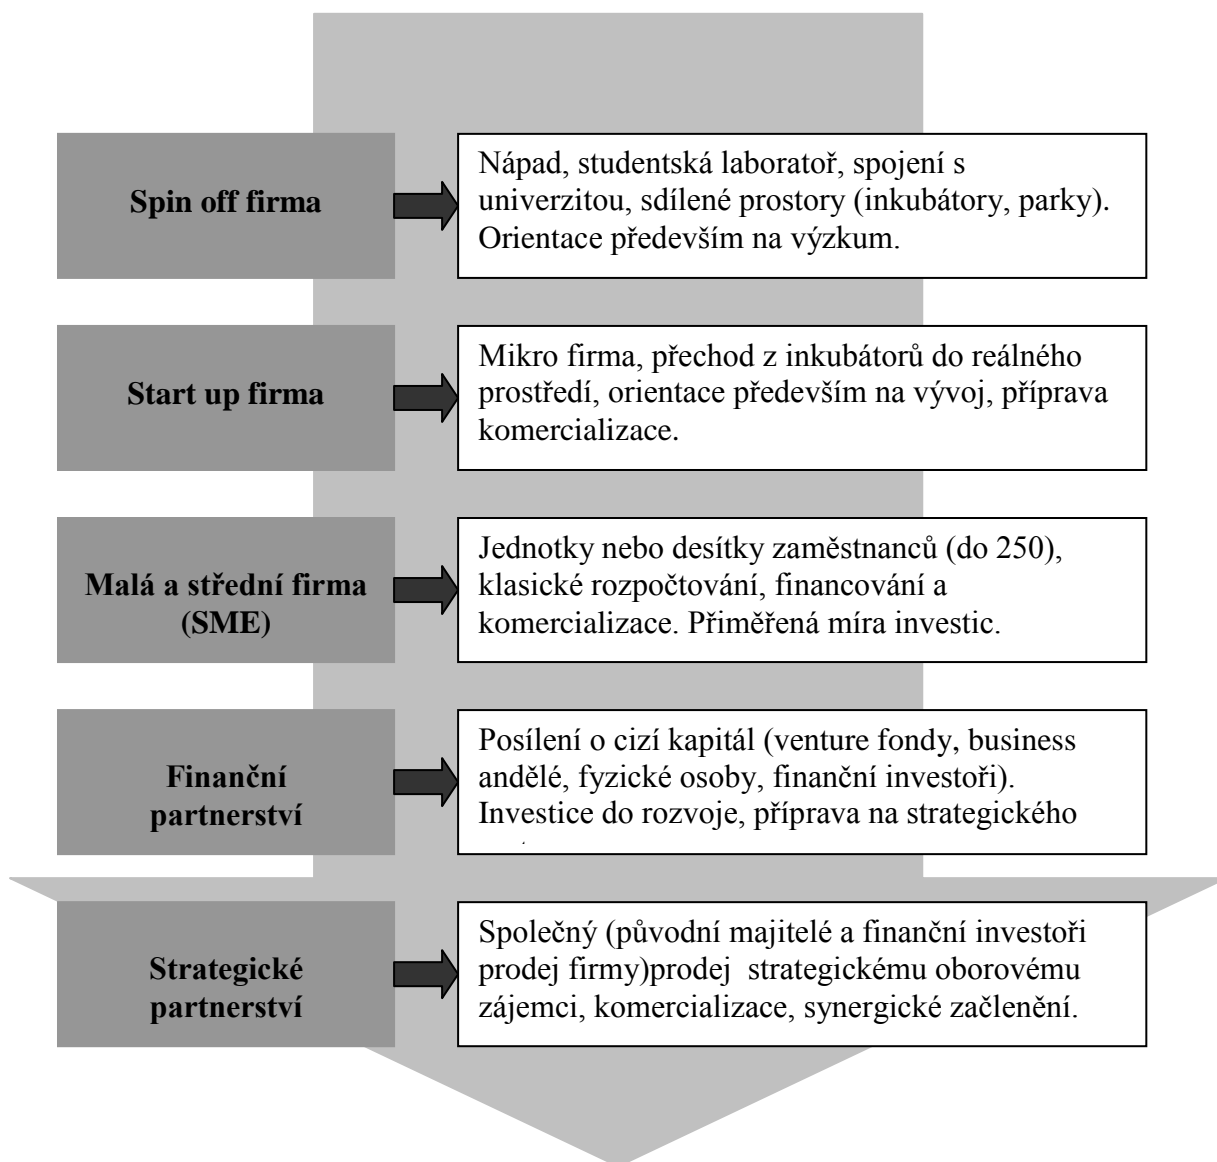 Spin off firma
Nápad, studentská laboratoř, spojení s
univerzitou, sdílené prostory (inkubátory, parky).
Orientace především na výzkum.
Start up firma
Mikro firma, přechod z inkubátorů do reálného
prostředí, orientace především na vývoj, příprava
komercializace.
Malá a střední firma
(SME)
Jednotky nebo desítky zaměstnanců (do 250),
klasické rozpočtování, financování a
komercializace. Přiměřená míra investic.
Finanční
partnerství
Posílení o cizí kapitál (venture fondy, business
andělé, fyzické osoby, finanční investoři).
Investice do rozvoje, příprava na strategického
Strategické
partnerství
Společný (původní majitelé a finanční investoři
prodej firmy)prodej  strategickému oborovému
zájemci, komercializace, synergické začlenění.